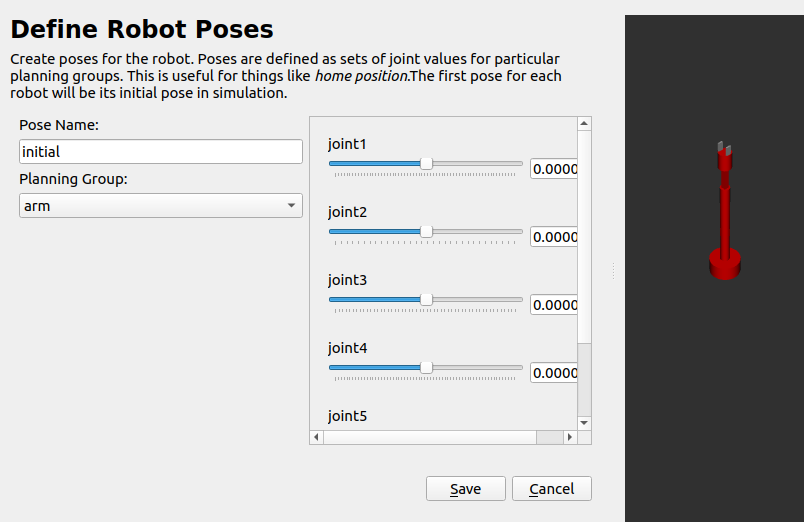 Define Robot Poses
Create poses for the robot. Poses are defined as sets of joint values for particular
planning groups. This is useful for things like home position.The first pose for each
robot will be its initial pose in simulation.
Pose Name:
initial
Planning Group:
arm
joint1
0.0000
joint2
0.0000
joint3
0.0000
joint4
0.0000
joint5
Save
Cancel